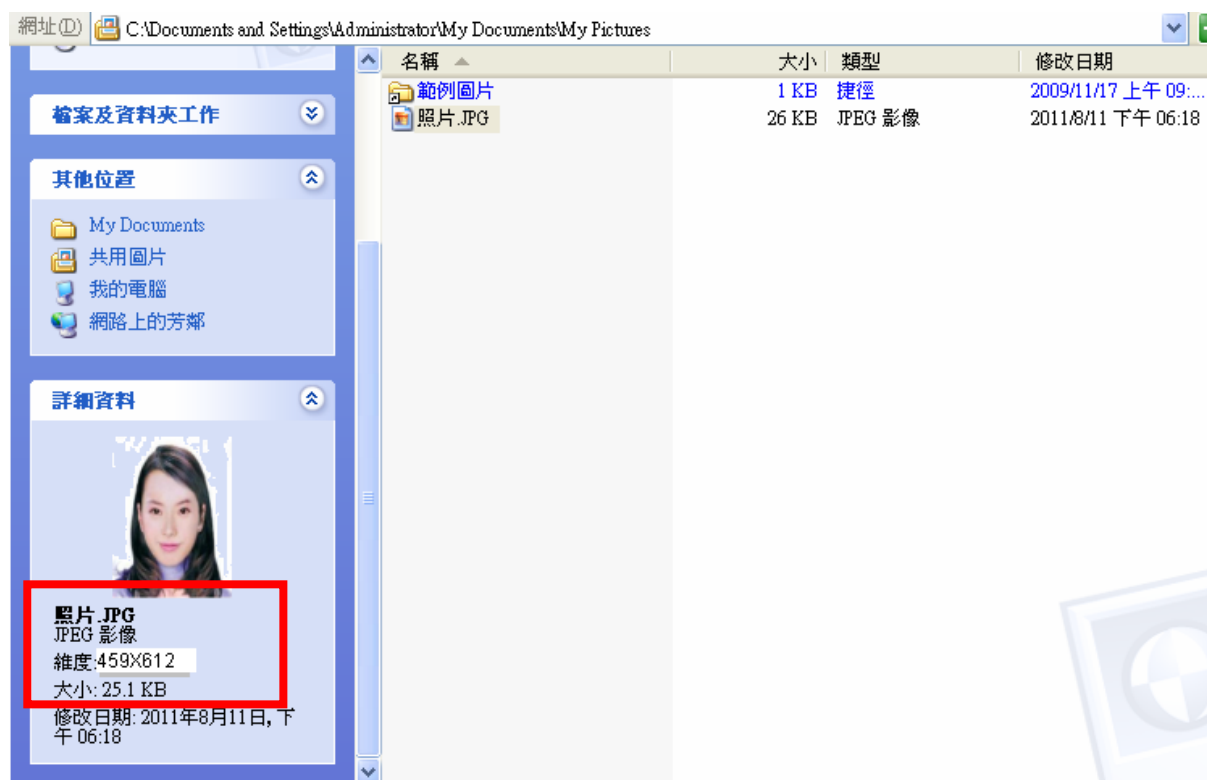 網址(D) C:\Documents and Settings\Administrator\My Documents\My Pictures
名稱 大小 類型 修改日期
範例圖片 1 KB 捷徑 2009/11/17 上午 09:...
照片.JPG 26 KB JPEG 影像 2011/8/11 下午 06:18
檔案及資料夾工作
其他位置
My Documents
共用圖片
我的電腦
網路上的芳鄰
詳細資料
照片.JPG
JPEG 影像
維度:459X612
大小: 25.1 KB
修改日期: 2011年8月11日, 下
午 06:18